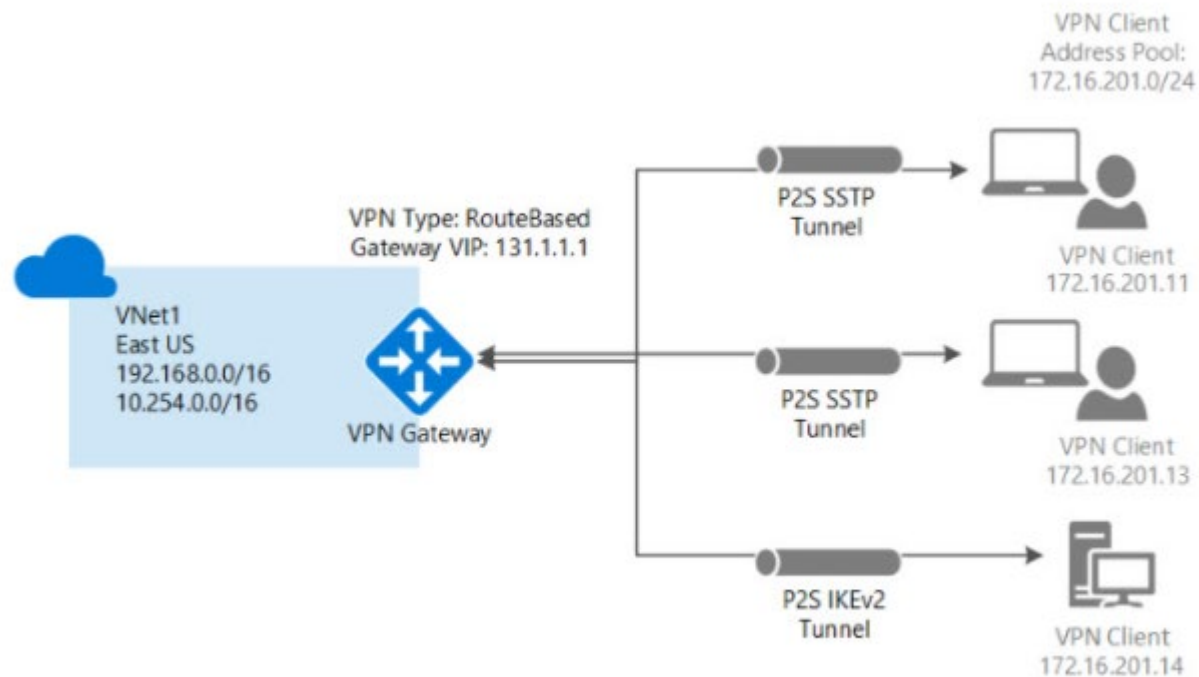 VPN Client
Address Pool:
172.16.201.0/24
P2S SSTP
Tunnel
VPN Type: RouteBased
Gateway VIP: 131.1.1.1
VPN Client
172.16.201.11
VNet1
East US
192.168.0.0/16
10.254.0.0/16
VPN Gateway
P2S SSTP
Tunnel
VPN Client
172.16.201.13
P2S IKEv2
Tunnel
VPN Client
172.16.201.14